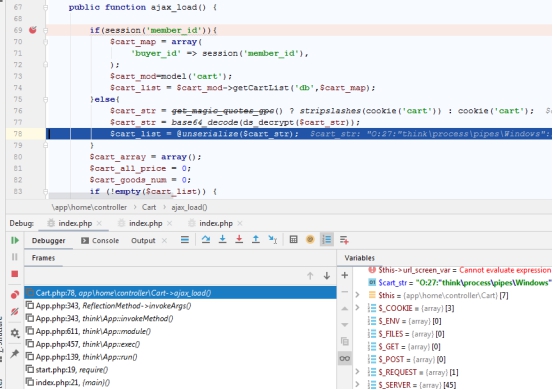 67 public function ajax_load() {
68
69 if(session('member_id')){
70 $cart_map = array(
71 'buyer_id' => session('member_id'),
72 );
73 $cart_mod=model('cart');
74 $cart_list = $cart_mod->getCartList('db',$cart_map);
75 }else{
76 $cart_str = get_magic_quotes_gpc() ? stripslashes(cookie('cart')) : cookie('cart');
77 $cart_str = base64_decode(ds_decrypt($cart_str));
78 $cart_list = @unserialize($cart_str); $cart_str: "O:27:"think\process\pipes\Windows":
79 }
80 $cart_array = array();
81 $cart_all_price = 0;
82 $cart_goods_num = 0;
83 if (!empty($cart_list)) {
\app\home\controller › Cart › ajax_load()
Debug: index.php × index.php × index.php ×
Debugger Console Output
Frames Variables
Cart.php:78, app\home\controller\Cart->ajax_load()
App.php:343, ReflectionMethod->invokeArgs()
App.php:343, think\App::invokeMethod()
App.php:611, think\App::module()
App.php:457, think\App::exec()
App.php:139, think\App::run()
start.php:19, require()
index.php:21, {main}()
$this->url_screen_var = Cannot evaluate expression
$cart_str = "O:27:"think\process\pipes\Windows"
$this = {app\home\controller\Cart} [7]
$_COOKIE = {array} [3]
$_ENV = {array} [0]
$_FILES = {array} [0]
$_GET = {array} [0]
$_POST = {array} [0]
$_REQUEST = {array} [1]
$_SERVER = {array} [45]